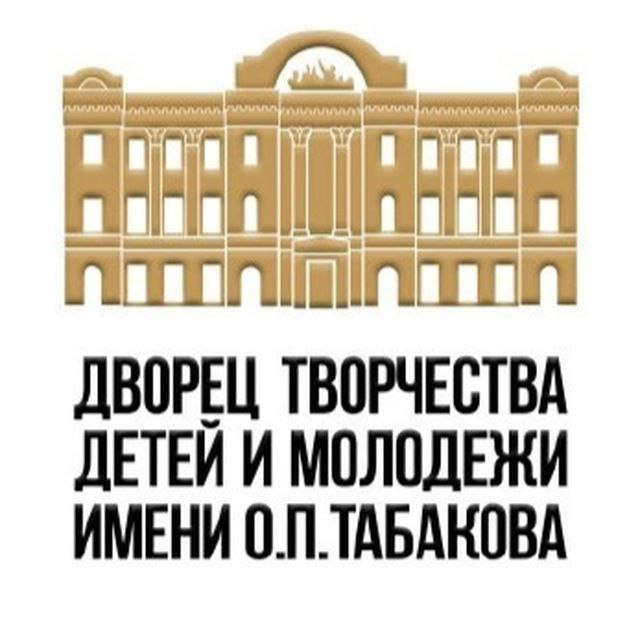 ДВОРЕЦ ТВОРЧЕСТВА
ДЕТЕЙ И МОЛОДЕЖИ
ИМЕНИ О.П.ТАБАКОВА